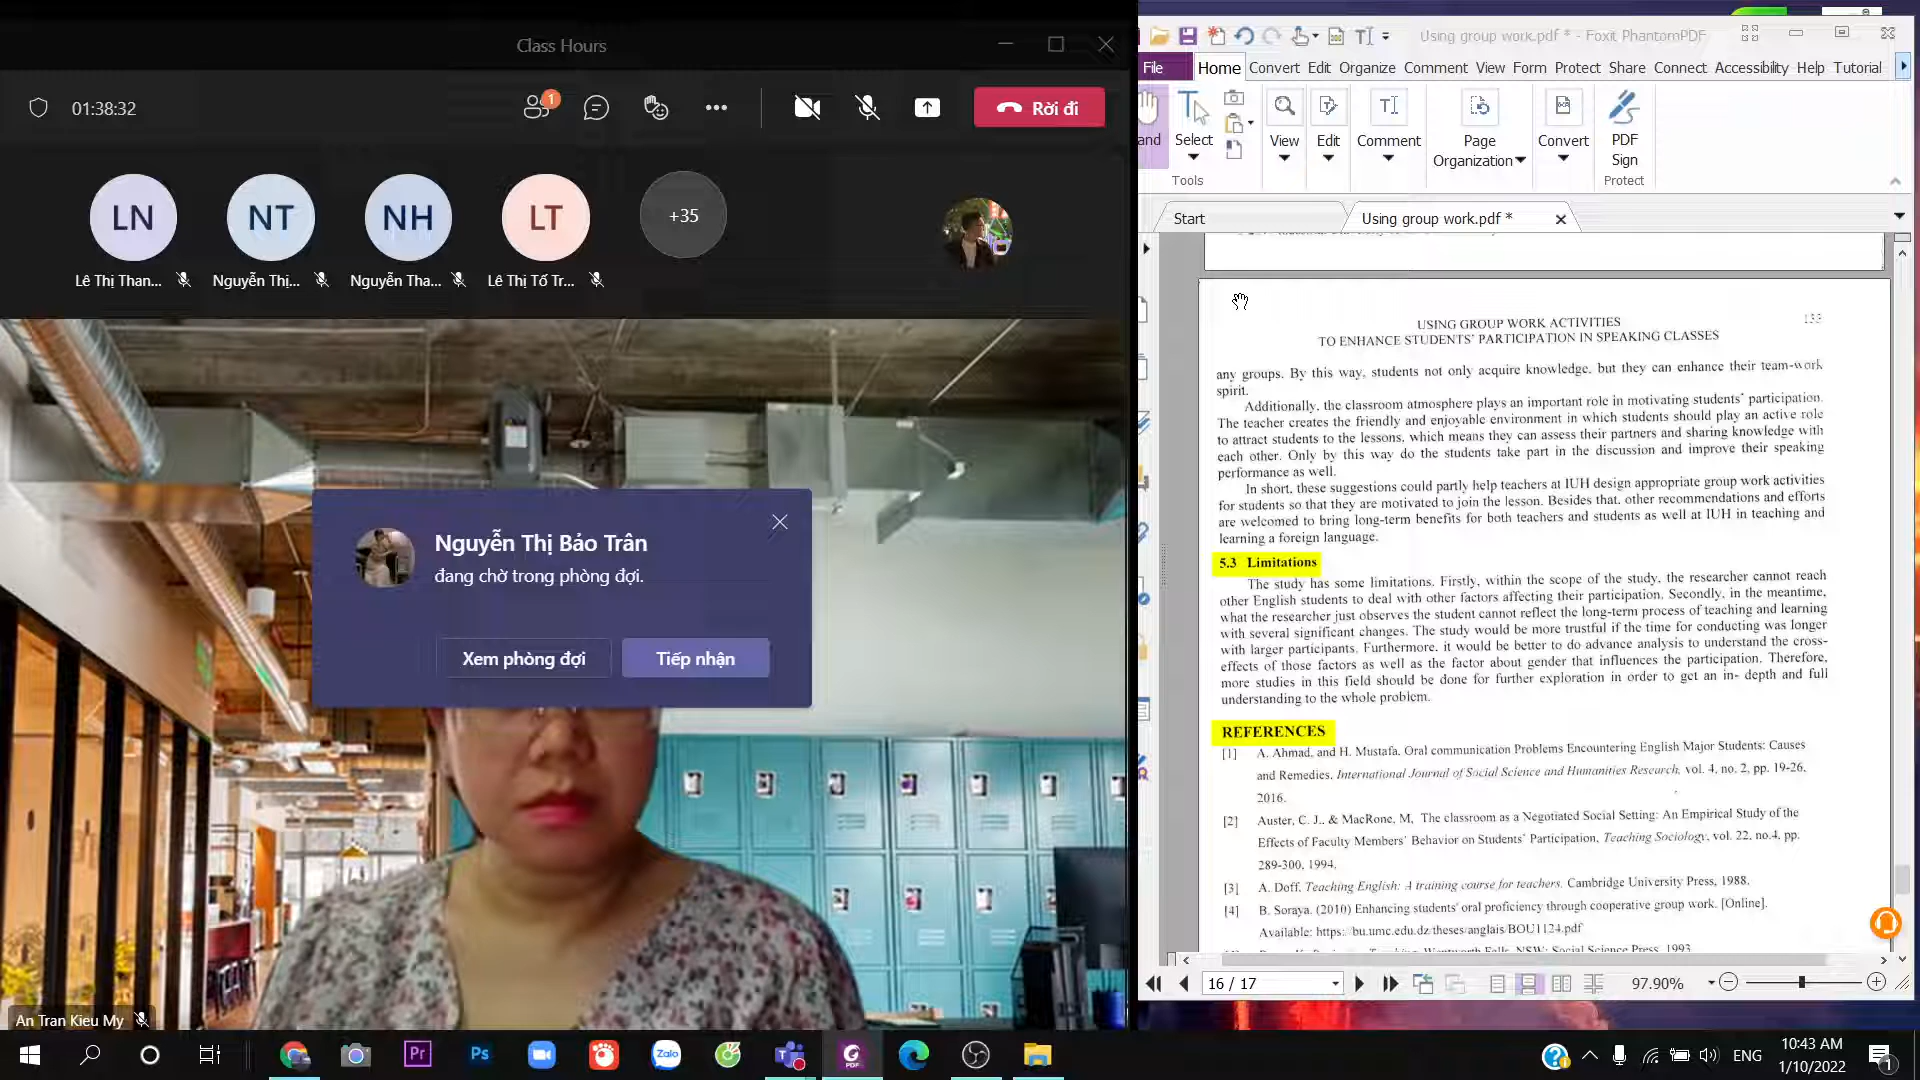 Class Hours
01:38:32
1
Rời đi
LN
NT
NH
LT
+35
Lê Thị Than...
Nguyễn Thị...
Nguyễn Tha...
Lê Thị Tố Tr...
Nguyễn Thị Bảo Trân
đang chờ trong phòng đợi.
Xem phòng đợi
Tiếp nhận
An Tran Kieu My
Using group work.pdf * - Foxit PhantomPDF
File Home Convert Edit Organize Comment View Form Protect Share Connect Accessibility Help Tutorial
and
Select
View
Edit
Comment
Page
Organization
Convert
PDF
Sign
Tools
Protect
Start
Using group work.pdf *
USING GROUP WORK ACTIVITIES
TO ENHANCE STUDENTS' PARTICIPATION IN SPEAKING CLASSES
any groups. By this way, students not only acquire knowledge, but they can enhance their team-work
spirit.
Additionally, the classroom atmosphere plays an important role in motivating students' participation.
The teacher creates the friendly and enjoyable environment in which students should play an active role
to attract students to the lessons, which means they can assess their partners and sharing knowledge with
each other. Only by this way do the students take part in the discussion and improve their speaking
performance as well.
In short, these suggestions could partly help teachers at IUH design appropriate group work activities
for students so that they are motivated to join the lesson. Besides that, other recommendations and efforts
are welcomed to bring long-term benefits for both teachers and students as well at IUH in teaching and
learning a foreign language.
5.3 Limitations
The study has some limitations. Firstly, within the scope of the study, the researcher cannot reach
other English students to deal with other factors affecting their participation. Secondly, in the meantime,
what the researcher just observes the student cannot reflect the long-term process of teaching and learning
with several significant changes. The study would be more trustful if the time for conducting was longer
with larger participants. Furthermore, it would be better to do advance analysis to understand the cross-
effects of those factors as well as the factor about gender that influences the participation. Therefore,
more studies in this field should be done for further exploration in order to get an in- depth and full
understanding to the whole problem.
REFERENCES
[1] A. Ahmad, and H. Mustafa, Oral communication Problems Encountering English Major Students: Causes
and Remedies, International Journal of Social Science and Humanities Research, vol. 4, no. 2, pp. 19-26,
2016.
[2] Auster, C. J., & MacRone, M, The classroom as a Negotiated Social Setting: An Empirical Study of the
Effects of Faculty Members' Behavior on Students' Participation, Teaching Sociology, vol. 22, no.4, pp.
289-300, 1994.
[3] A. Doff, Teaching English: A training course for teachers. Cambridge University Press, 1988.
[4] B. Soraya. (2010) Enhancing students' oral proficiency through cooperative group work. [Online].
Available: https://bu.umc.edu.dz/theses/anglais/BOU1124.pdf
Wentworth Falls, NSW: Social Science Press, 1993
16 / 17
97.90%
Pr
Ps
Zalo
PDF
ENG
10:43 AM
1/10/2022
1